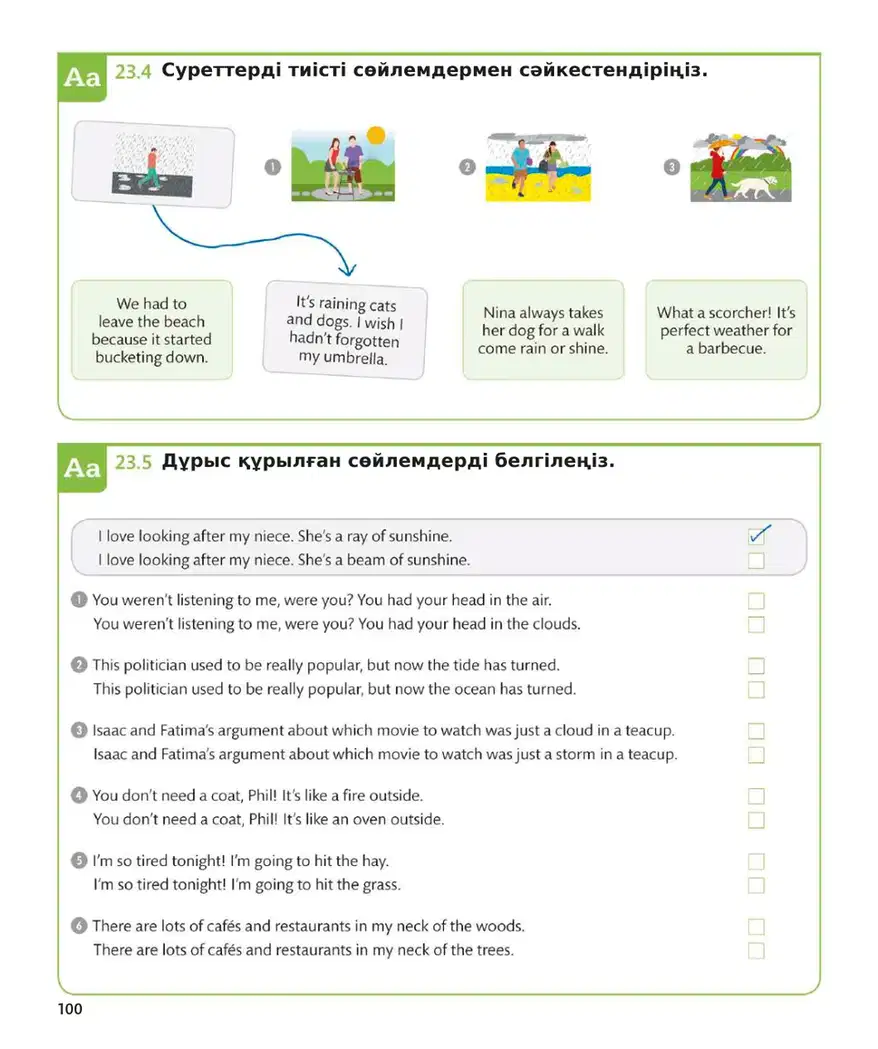 Aa 23.4 Суреттерді тиісті сөйлемдермен сәйкестендіріңіз.
1
2
3
We had to
leave the beach
because it started
bucketing down.
It's raining cats
and dogs. I wish I
hadn't forgotten
my umbrella.
Nina always takes
her dog for a walk
come rain or shine.
What a scorcher! It's
perfect weather for
a barbecue.
Aa 23.5 Дұрыс құрылған сөйлемдерді белгілеңіз.
I love looking after my niece. She's a ray of sunshine.
I love looking after my niece. She's a beam of sunshine.
1 You weren't listening to me, were you? You had your head in the air.
You weren't listening to me, were you? You had your head in the clouds.
2 This politician used to be really popular, but now the tide has turned.
This politician used to be really popular, but now the ocean has turned.
3 Isaac and Fatima's argument about which movie to watch was just a cloud in a teacup.
Isaac and Fatima's argument about which movie to watch was just a storm in a teacup.
4 You don't need a coat, Phil! It's like a fire outside.
You don't need a coat, Phil! It's like an oven outside.
5 I'm so tired tonight! I'm going to hit the hay.
I'm so tired tonight! I'm going to hit the grass.
6 There are lots of cafés and restaurants in my neck of the woods.
There are lots of cafés and restaurants in my neck of the trees.
100